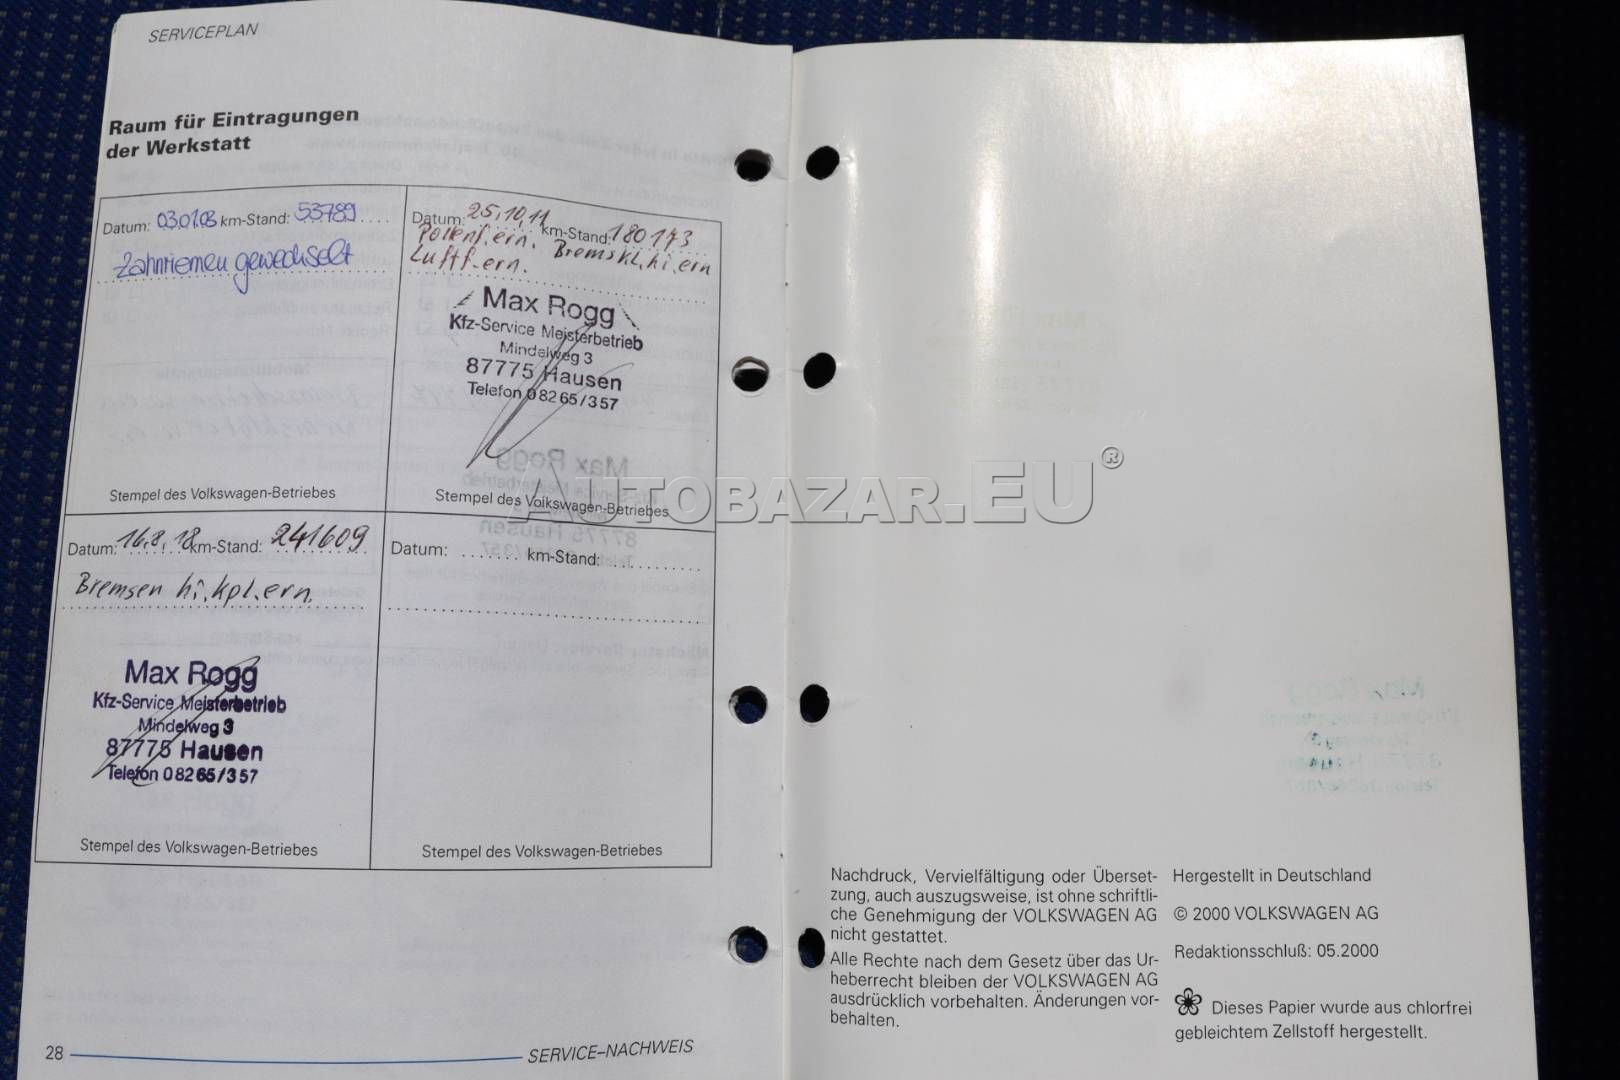 SERVICEPLAN
Raum für Eintragungen
der Werkstatt
Datum: 03.01.03 km-Stand: 53789
Zahnriemen gewechselt
Stempel des Volkswagen-Betriebes
Datum: 25.10.11 km-Stand: 180173
Pollenf.ern. Bremskl.hi.ern
Luftf.ern.
Max Rogg
Kfz-Service Meisterbetrieb
Mindelweg 3
87775 Hausen
Telefon 08265/357
Stempel des Volkswagen-Betriebes
Datum: 16.8.18 km-Stand: 241609
Bremsen hi.kpl.ern.
Max Rogg
Kfz-Service Meisterbetrieb
Mindelweg 3
87775 Hausen
Telefon 08265/357
Stempel des Volkswagen-Betriebes
Datum: ....... km-Stand: ..........
Stempel des Volkswagen-Betriebes
28
SERVICE–NACHWEIS
AUTOBAZAR.EU®
Nachdruck, Vervielfältigung oder Überset-
zung, auch auszugsweise, ist ohne schriftli-
che Genehmigung der VOLKSWAGEN AG
nicht gestattet.
Alle Rechte nach dem Gesetz über das Ur-
heberrecht bleiben der VOLKSWAGEN AG
ausdrücklich vorbehalten. Änderungen vor-
behalten.
Hergestellt in Deutschland
© 2000 VOLKSWAGEN AG
Redaktionsschluß: 05.2000
Dieses Papier wurde aus chlorfrei
gebleichtem Zellstoff hergestellt.